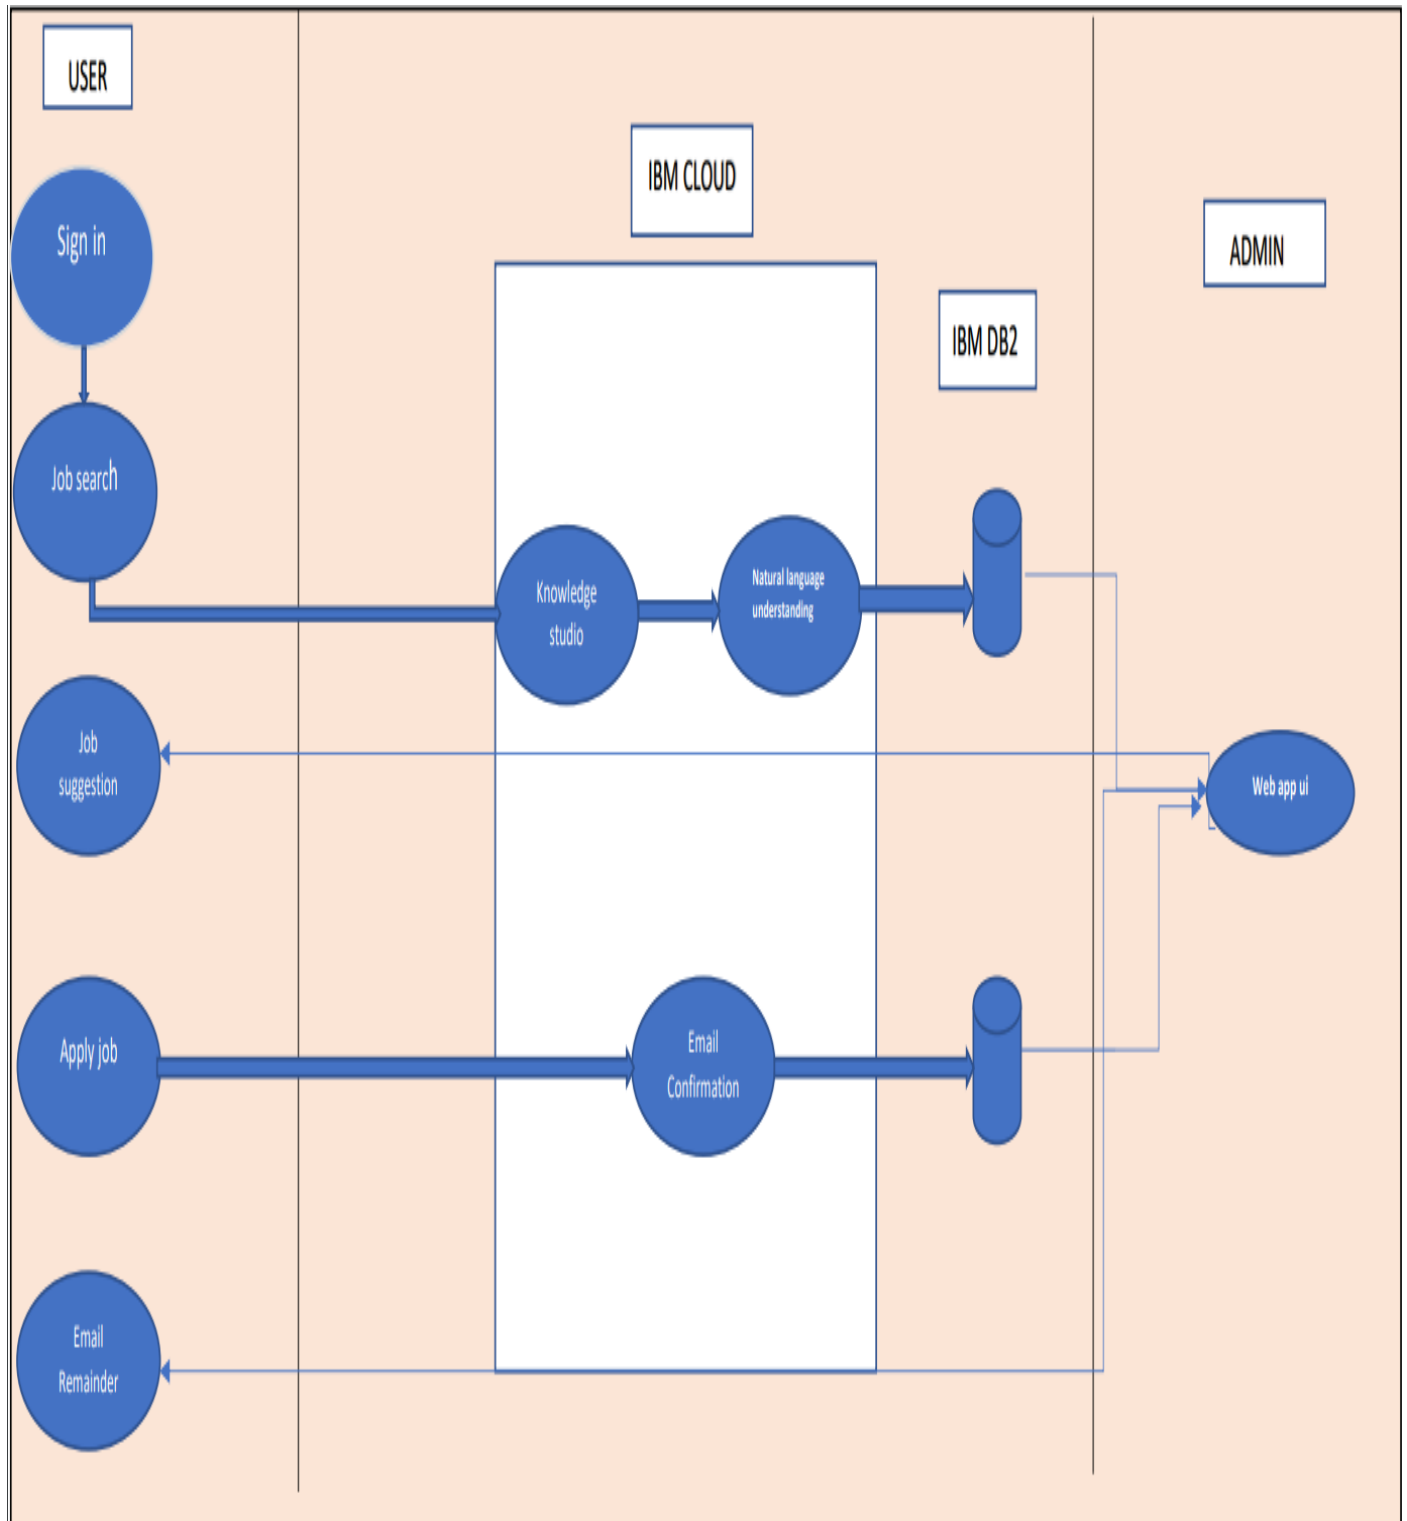 USER
IBM CLOUD
ADMIN
Sign in
IBM DB2
Job search
Knowledge
studio
Natural language
understanding
Job
suggestion
Web app ui
Apply job
Email
Confirmation
Email
Remainder